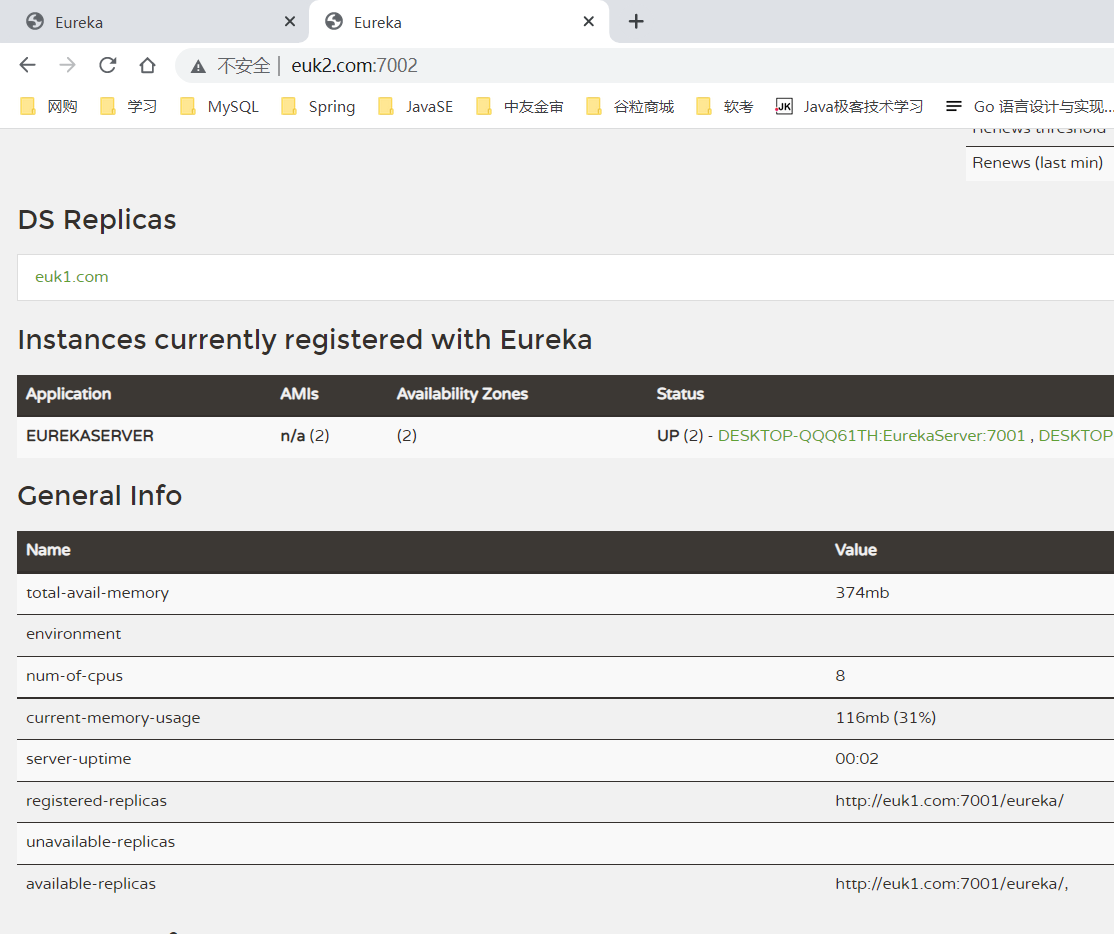 Eureka
Eureka
不安全 | euk2.com:7002
网购 学习 MySQL Spring JavaSE 中友金审 谷粒商城 软考 JK Java极客技术学习 Go 语言设计与实现...
Renews threshold
Renews (last min)
DS Replicas
euk1.com
Instances currently registered with Eureka
Application AMIs Availability Zones Status
EUREKASERVER n/a (2) (2) UP (2) - DESKTOP-QQQ61TH:EurekaServer:7001 , DESKTOP
General Info
Name Value
total-avail-memory 374mb
environment
num-of-cpus 8
current-memory-usage 116mb (31%)
server-uptime 00:02
registered-replicas http://euk1.com:7001/eureka/
unavailable-replicas
available-replicas http://euk1.com:7001/eureka/,